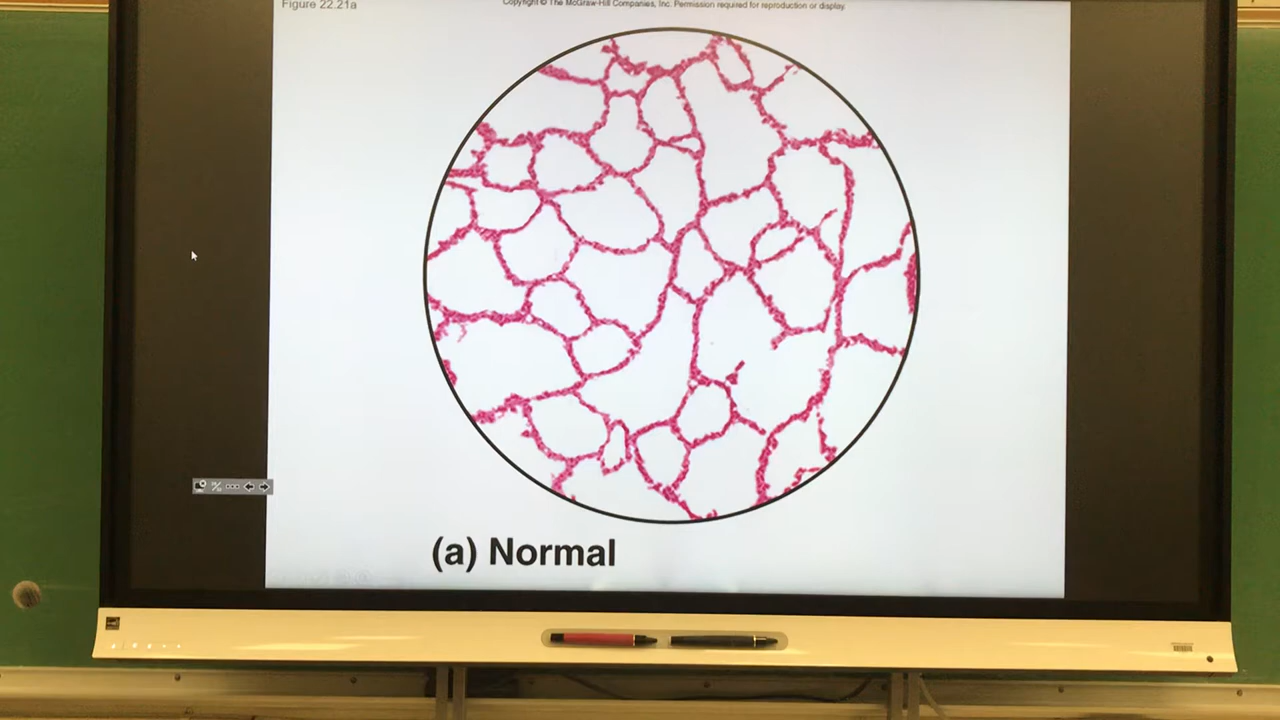 Figure 22.21a
Copyright © The McGraw-Hill Companies, Inc. Permission required for reproduction or display.
(a) Normal